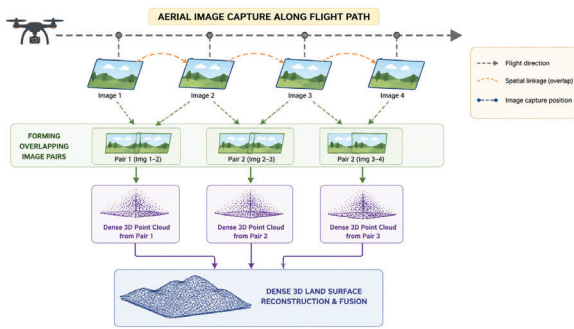 AERIAL IMAGE CAPTURE ALONG FLIGHT PATH
Flight direction
Spatial linkage (overlap)
Image capture position
Image 1
Image 2
Image 3
Image 4
FORMING
OVERLAPPING
IMAGE PAIRS
Pair 1 (Img 1–2)
Pair 2 (Img 2–3)
Pair 2 (Img 3–4)
Dense 3D Point Cloud
from Pair 1
Dense 3D Point Cloud
from Pair 2
Dense 3D Point Cloud
from Pair 3
DENSE 3D LAND SURFACE
RECONSTRUCTION & FUSION